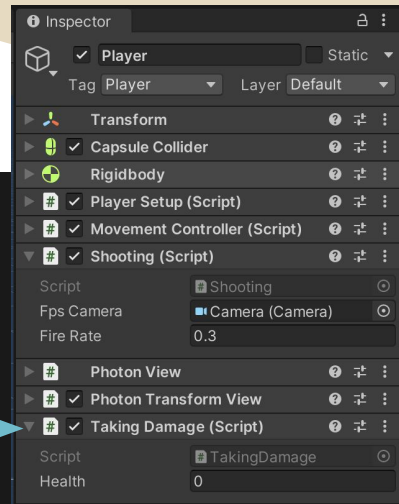 Inspector
Player
Static
Tag Player Layer Default
Transform
Capsule Collider
Rigidbody
# Player Setup (Script)
# Movement Controller (Script)
# Shooting (Script)
Script # Shooting
Fps Camera Camera (Camera)
Fire Rate 0.3
# Photon View
# Photon Transform View
# Taking Damage (Script)
Script # TakingDamage
Health 0